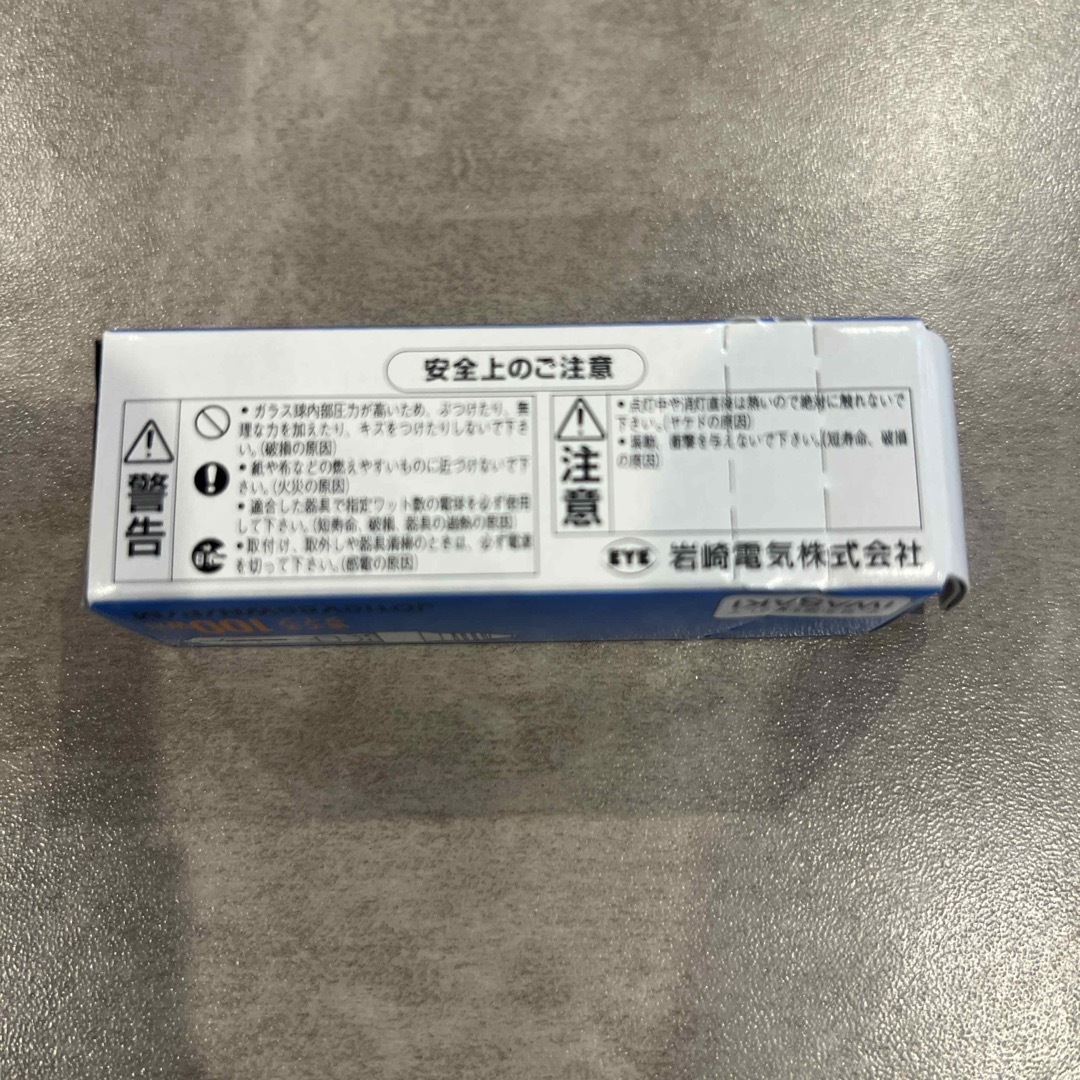 安全上のご注意
警告
• ガラス球内部圧力が高いため、ぶつけたり、無
理な力を加えたり、キズをつけたりしないで下さ
い。(破損の原因)
• 紙や布などの燃えやすいものに近づけないで下
さい。(火災の原因)
• 適合した器具で指定ワット数の電球を必ず使用
して下さい。(短寿命、破損、器具の過熱の原因)
• 取付け、取外しや器具清掃のときは、必ず電源
を切って下さい。(感電の原因)
注意
• 点灯中や消灯直後は熱いので絶対に触れないで
下さい。(ヤケドの原因)
• 振動、衝撃を与えないで下さい。(短寿命、破損
の原因)
EYE 岩崎電気株式会社
IWASAKI
100